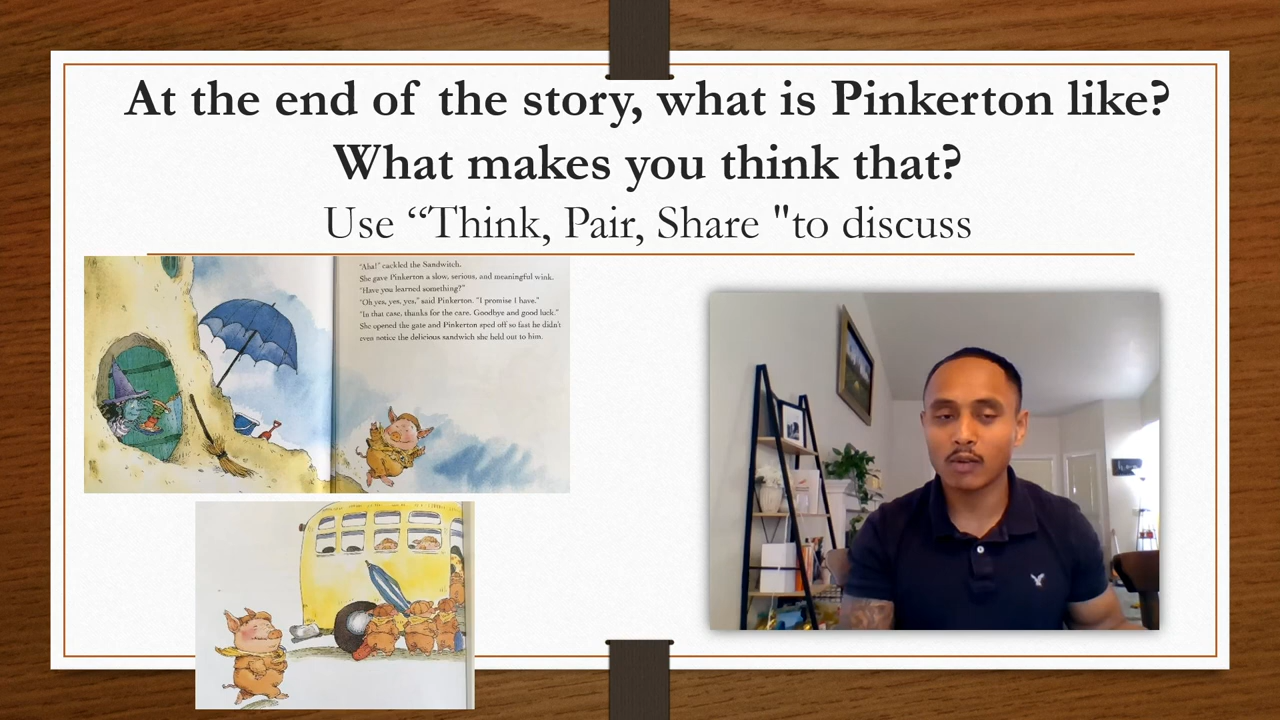 At the end of the story, what is Pinkerton like?
What makes you think that?
Use “Think, Pair, Share "to discuss
"Aha!" cackled the Sandwitch.
She gave Pinkerton a slow, serious, and meaningful wink.
"Have you learned something?"
"Oh yes, yes, yes," said Pinkerton. "I promise I have."
"In that case, thanks for the care. Goodbye and good luck."
She opened the gate and Pinkerton sped off so fast he didn't
even notice the delicious sandwich she held out to him.